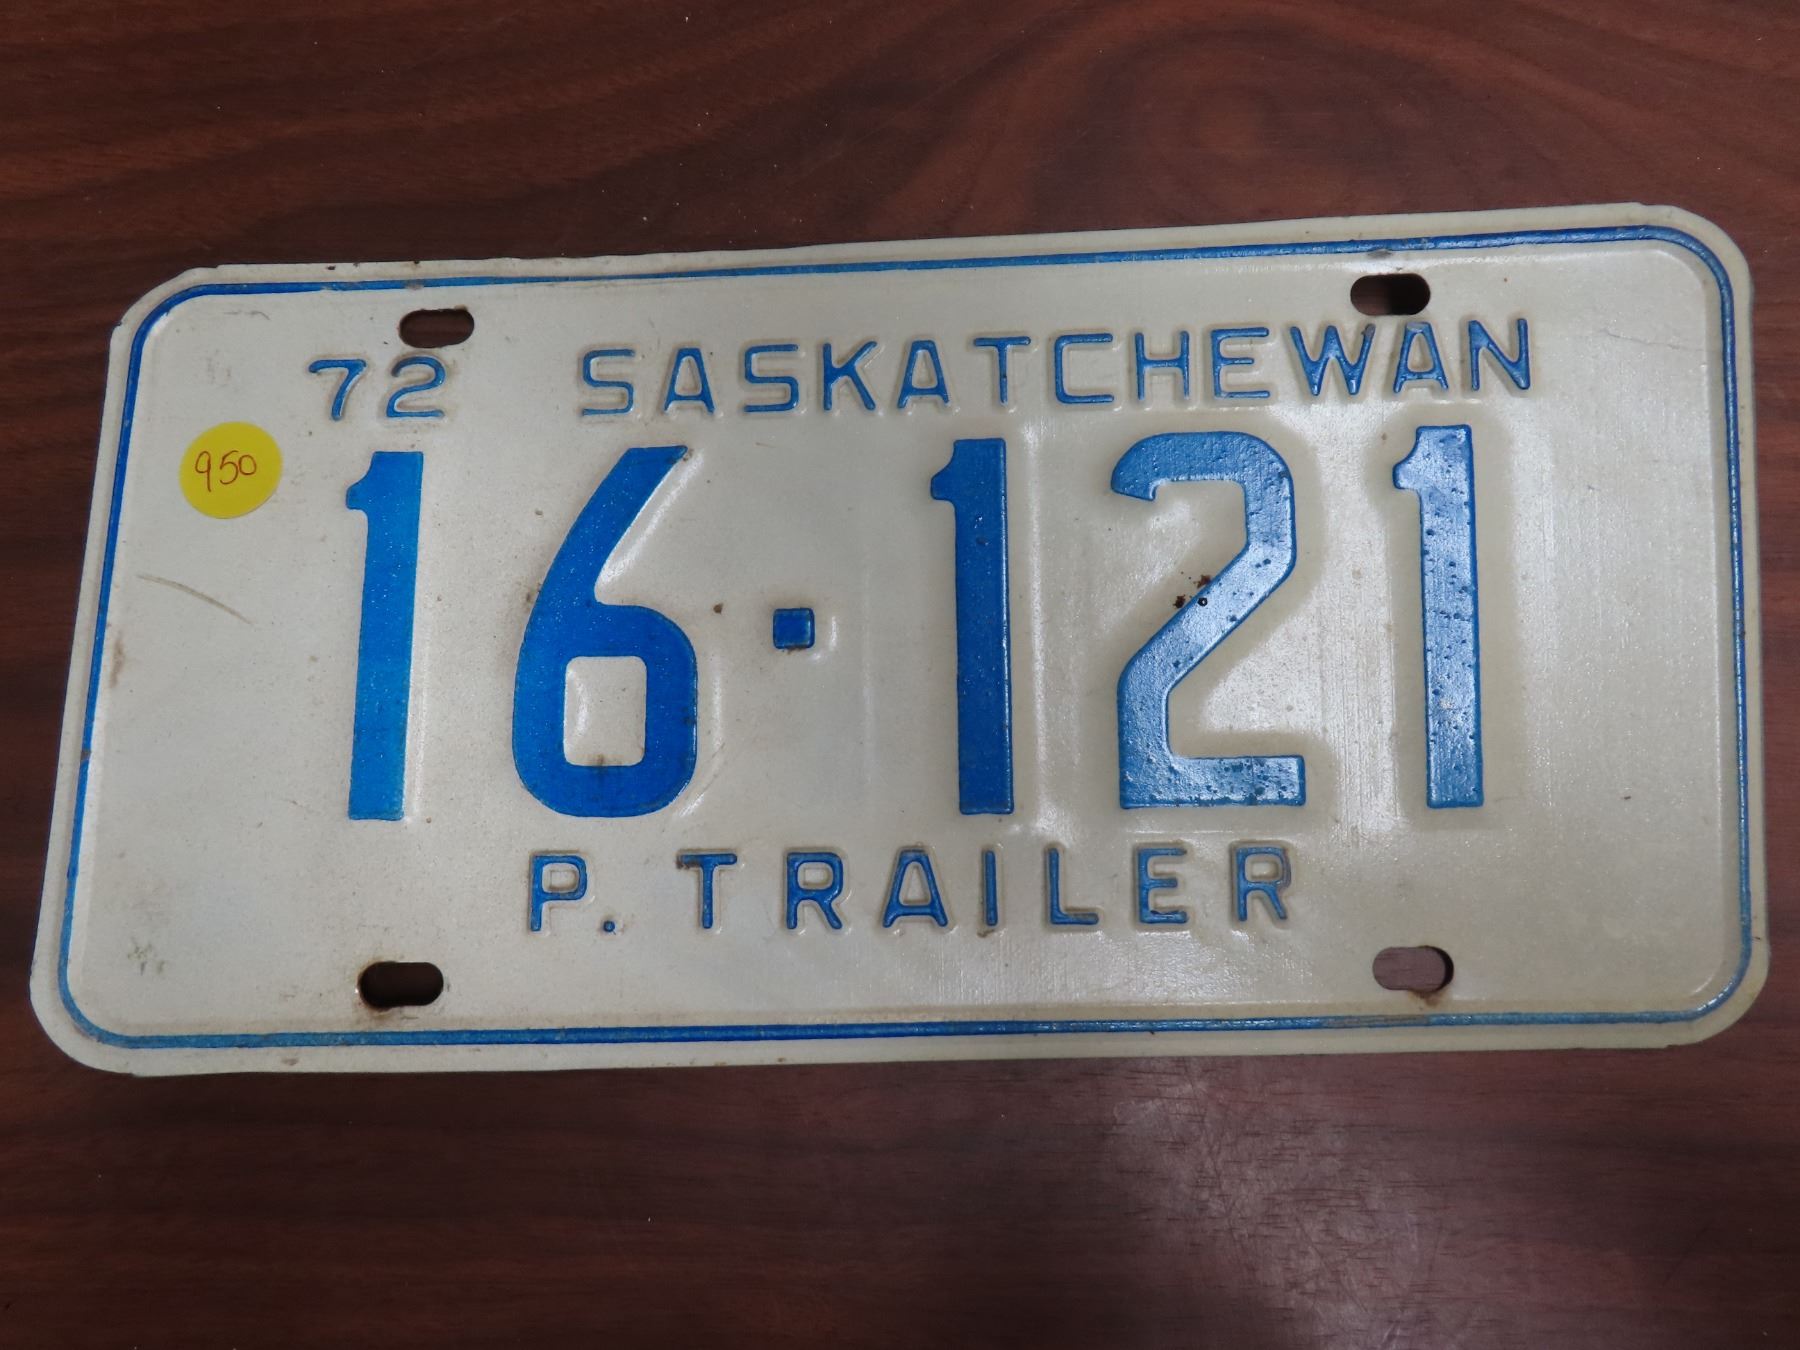 72 SASKATCHEWAN
950
16·121
P. TRAILER